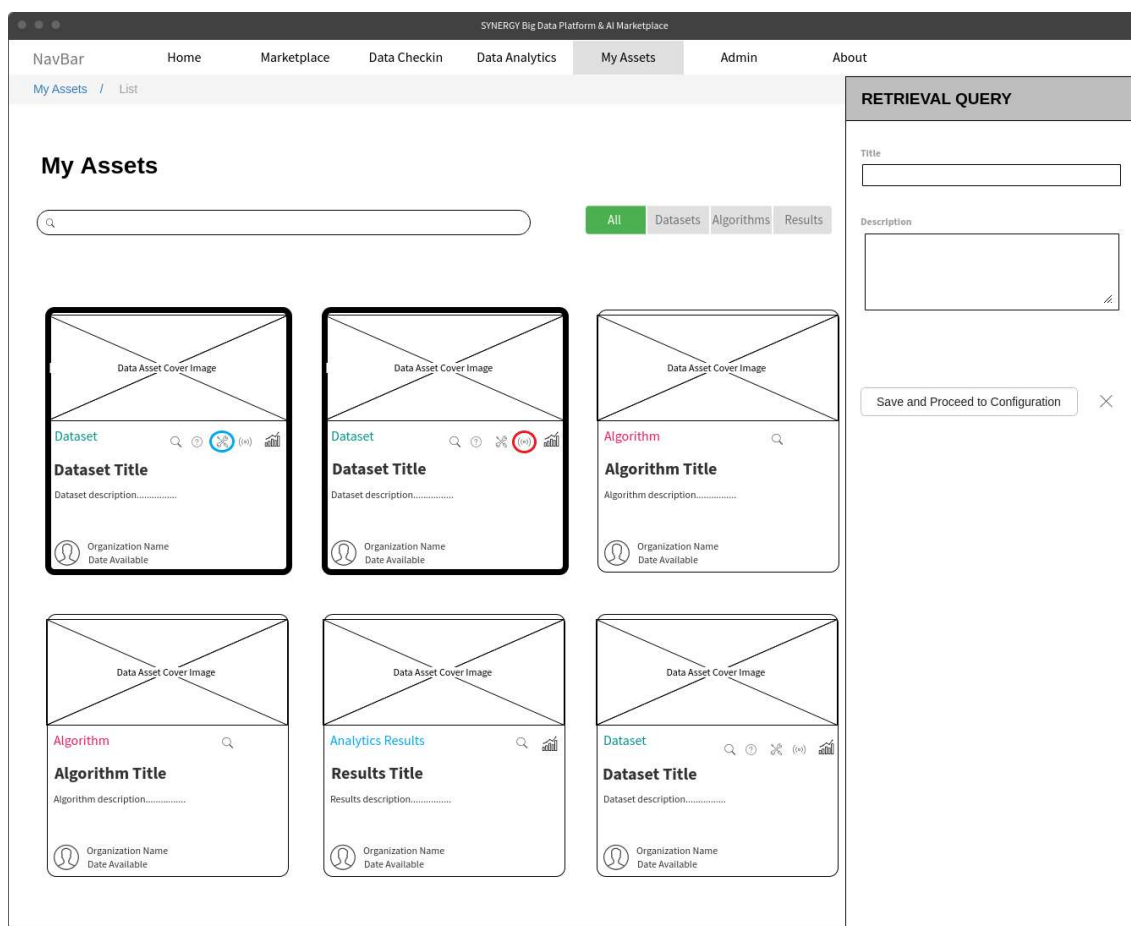 SYNERGY Big Data Platform & AI Marketplace
NavBar Home Marketplace Data Checkin Data Analytics My Assets Admin About
My Assets / List
RETRIEVAL QUERY
Title
Description
Save and Proceed to Configuration
My Assets
All Datasets Algorithms Results
Data Asset Cover Image
Dataset
Dataset Title
Dataset description................
Organization Name
Date Available
Data Asset Cover Image
Dataset
Dataset Title
Dataset description................
Organization Name
Date Available
Data Asset Cover Image
Algorithm
Algorithm Title
Algorithm description................
Organization Name
Date Available
Data Asset Cover Image
Algorithm
Algorithm Title
Algorithm description................
Organization Name
Date Available
Data Asset Cover Image
Analytics Results
Results Title
Results description................
Organization Name
Date Available
Data Asset Cover Image
Dataset
Dataset Title
Dataset description................
Organization Name
Date Available